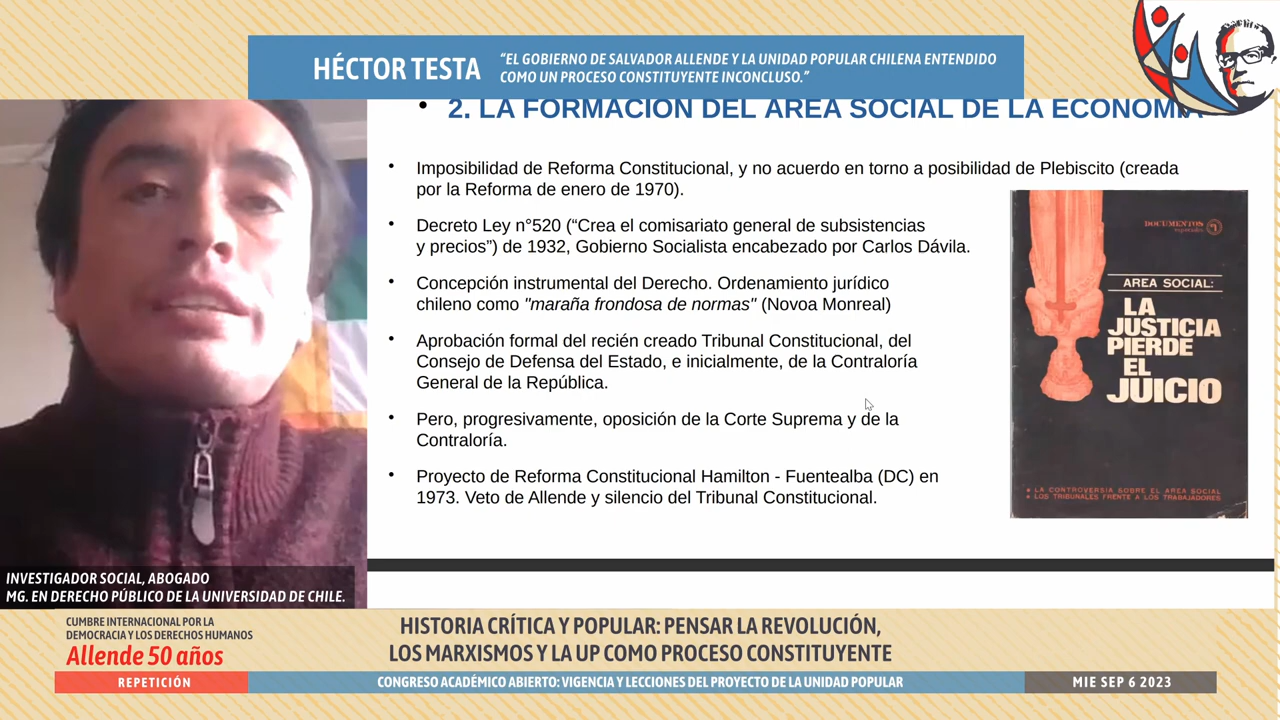 HÉCTOR TESTA
“EL GOBIERNO DE SALVADOR ALLENDE Y LA UNIDAD POPULAR CHILENA ENTENDIDO
COMO UN PROCESO CONSTITUYENTE INCONCLUSO.”
• 2. LA FORMACIÓN DEL ÁREA SOCIAL DE LA ECONOMÍA
• Imposibilidad de Reforma Constitucional, y no acuerdo en torno a posibilidad de Plebiscito (creada
por la Reforma de enero de 1970).
• Decreto Ley n°520 (“Crea el comisariato general de subsistencias
y precios”) de 1932, Gobierno Socialista encabezado por Carlos Dávila.
• Concepción instrumental del Derecho. Ordenamiento jurídico
chileno como "maraña frondosa de normas" (Novoa Monreal)
• Aprobación formal del recién creado Tribunal Constitucional, del
Consejo de Defensa del Estado, e inicialmente, de la Contraloría
General de la República.
• Pero, progresivamente, oposición de la Corte Suprema y de la
Contraloría.
• Proyecto de Reforma Constitucional Hamilton - Fuentealba (DC) en
1973. Veto de Allende y silencio del Tribunal Constitucional.
DOCUMENTOS
especiales
AREA SOCIAL:
LA
JUSTICIA
PIERDE
EL
JUICIO
• LA CONTROVERSIA SOBRE EL AREA SOCIAL
• LOS TRIBUNALES FRENTE A LOS TRABAJADORES
INVESTIGADOR SOCIAL, ABOGADO
MG. EN DERECHO PÚBLICO DE LA UNIVERSIDAD DE CHILE.
CUMBRE INTERNACIONAL POR LA
DEMOCRACIA Y LOS DERECHOS HUMANOS
Allende 50 años
REPETICIÓN
HISTORIA CRÍTICA Y POPULAR: PENSAR LA REVOLUCIÓN,
LOS MARXISMOS Y LA UP COMO PROCESO CONSTITUYENTE
CONGRESO ACADÉMICO ABIERTO: VIGENCIA Y LECCIONES DEL PROYECTO DE LA UNIDAD POPULAR
MIE SEP 6 2023